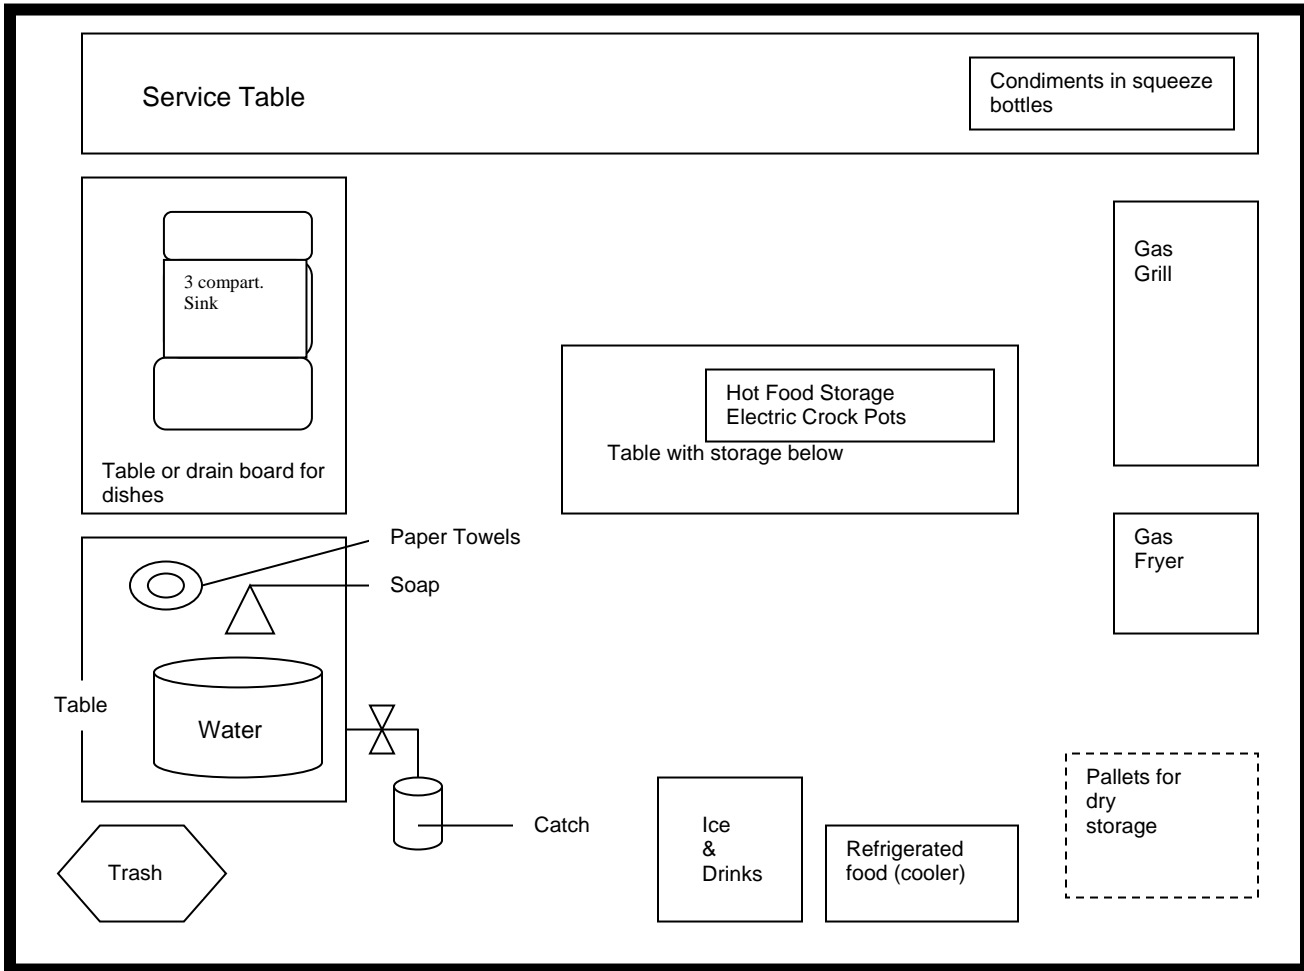 Service Table
Condiments in squeeze
bottles
3 compart.
Sink
Gas
Grill
Hot Food Storage
Electric Crock Pots
Table with storage below
Table or drain board for
dishes
Paper Towels
Soap
Gas
Fryer
Table
Water
Pallets for
dry
storage
Catch
Ice
&
Drinks
Refrigerated
food (cooler)
Trash